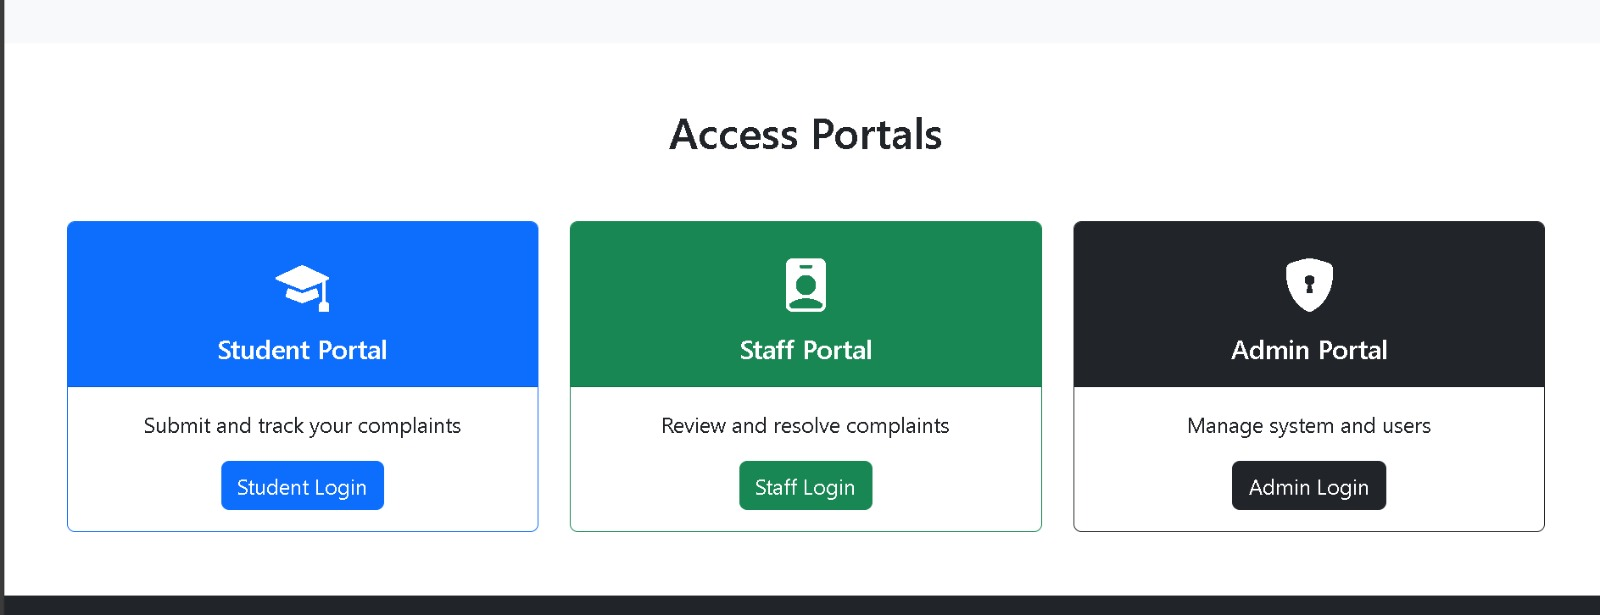 Access Portals
Student Portal
Submit and track your complaints
Student Login
Staff Portal
Review and resolve complaints
Staff Login
Admin Portal
Manage system and users
Admin Login